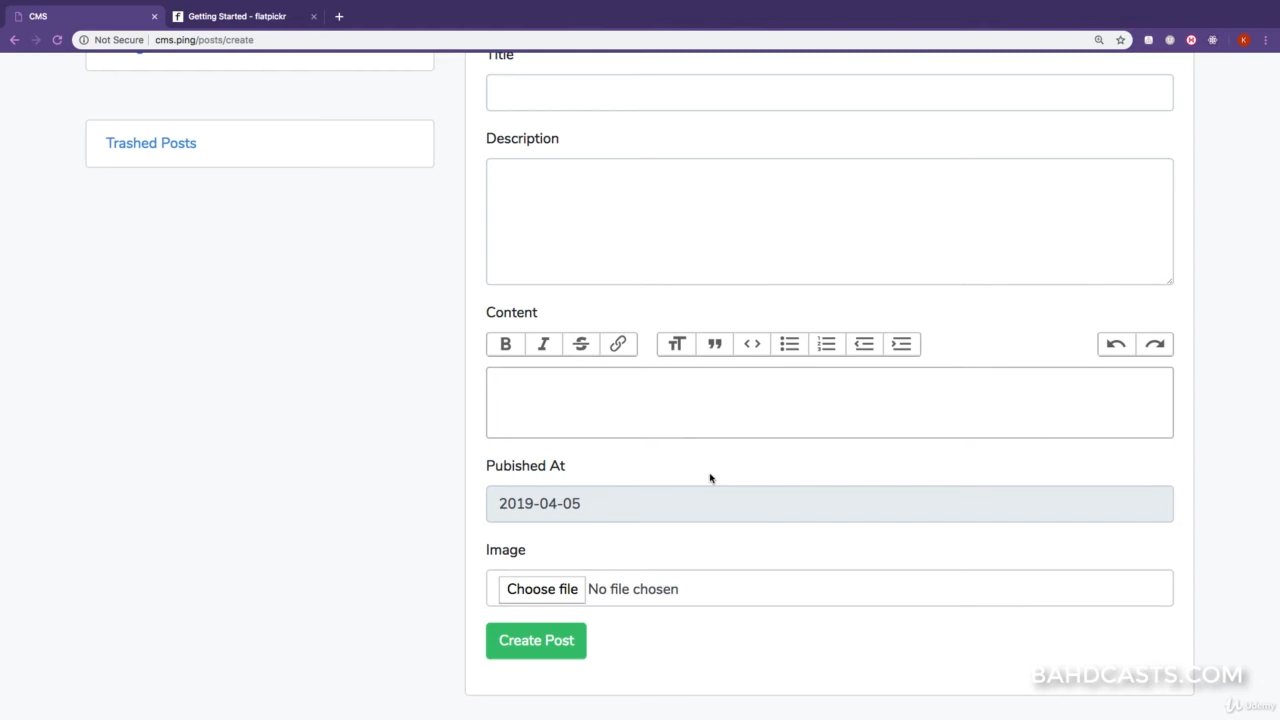 CMS
Getting Started - flatpickr
Not Secure
cms.ping/posts/create
K
Title
Trashed Posts
Description
Content
Pubished At
2019-04-05
Image
Choose file No file chosen
Create Post
BAHDCASTS.COM
Udemy